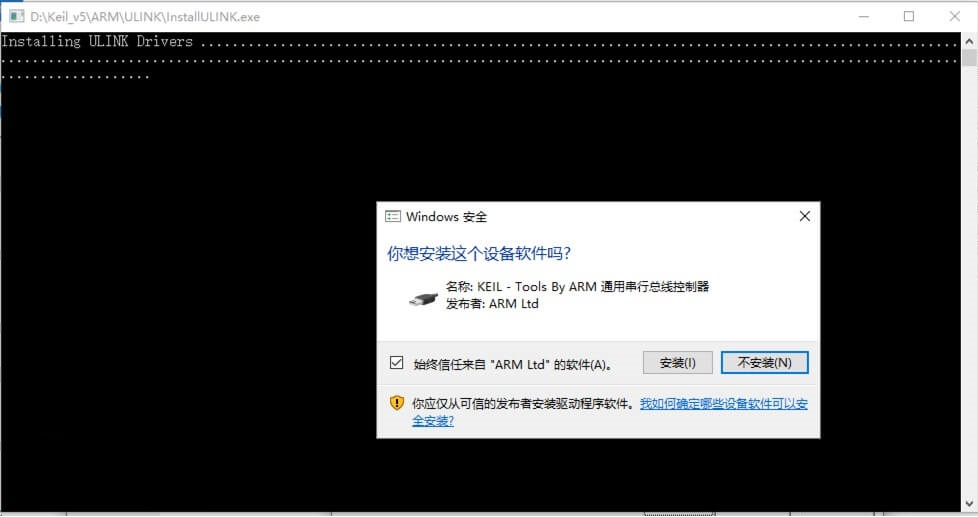 D:\Keil_v5\ARM\ULINK\InstallULINK.exe
Installing ULINK Drivers ...................................................................................
.........................................................................................................
..................
Windows 安全
你想安装这个设备软件吗?
名称: KEIL - Tools By ARM 通用串行总线控制器
发布者: ARM Ltd
始终信任来自 "ARM Ltd" 的软件(A)。
安装(I)
不安装(N)
你应仅从可信的发布者安装驱动程序软件。我如何确定哪些设备软件可以安
全安装?